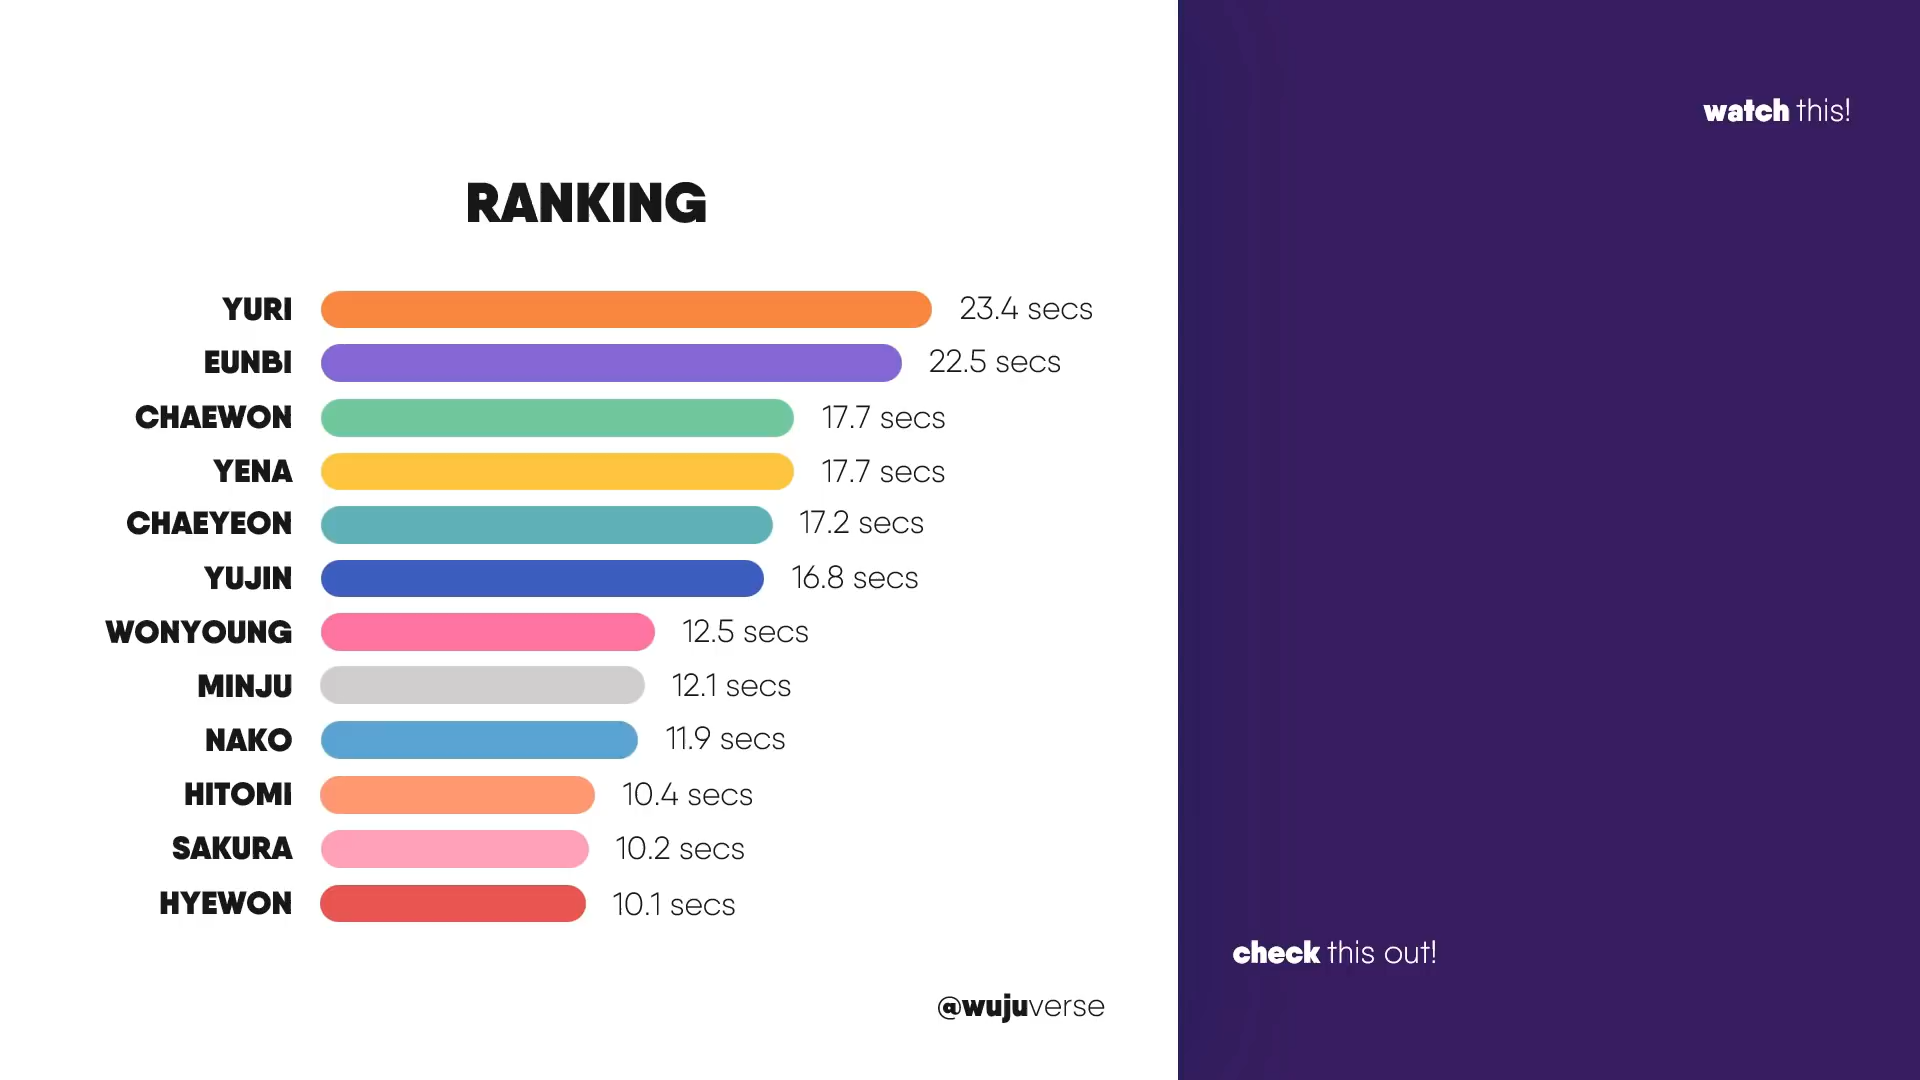 RANKING
YURI 23.4 secs
EUNBI 22.5 secs
CHAEWON 17.7 secs
YENA 17.7 secs
CHAEYEON 17.2 secs
YUJIN 16.8 secs
WONYOUNG 12.5 secs
MINJU 12.1 secs
NAKO 11.9 secs
HITOMI 10.4 secs
SAKURA 10.2 secs
HYEWON 10.1 secs
@wujuverse
watch this!
check this out!